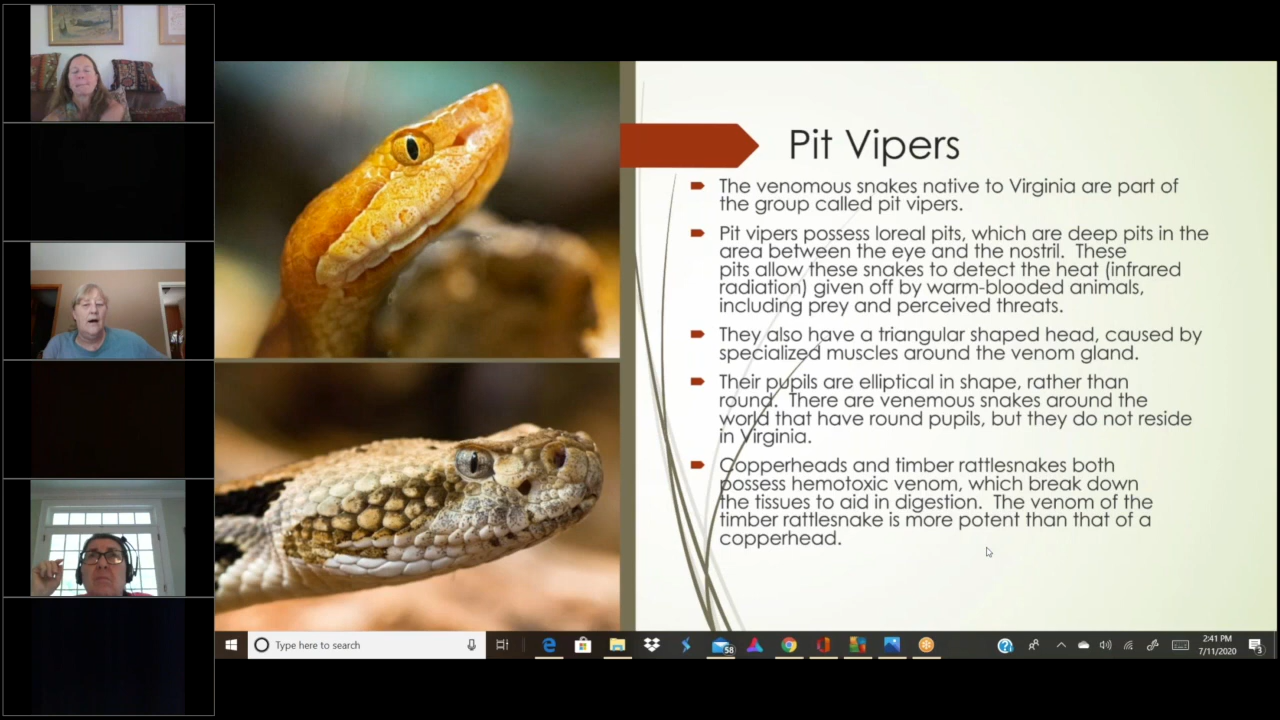 Pit Vipers
The venomous snakes native to Virginia are part of
the group called pit vipers.
Pit vipers possess loreal pits, which are deep pits in the
area between the eye and the nostril. These
pits allow these snakes to detect the heat (infrared
radiation) given off by warm-blooded animals,
including prey and perceived threats.
They also have a triangular shaped head, caused by
specialized muscles around the venom gland.
Their pupils are elliptical in shape, rather than
round. There are venemous snakes around the
world that have round pupils, but they do not reside
in Virginia.
Copperheads and timber rattlesnakes both
possess hemotoxic venom, which break down
the tissues to aid in digestion. The venom of the
timber rattlesnake is more potent than that of a
copperhead.
Type here to search
58
2:41 PM
7/11/2020
3